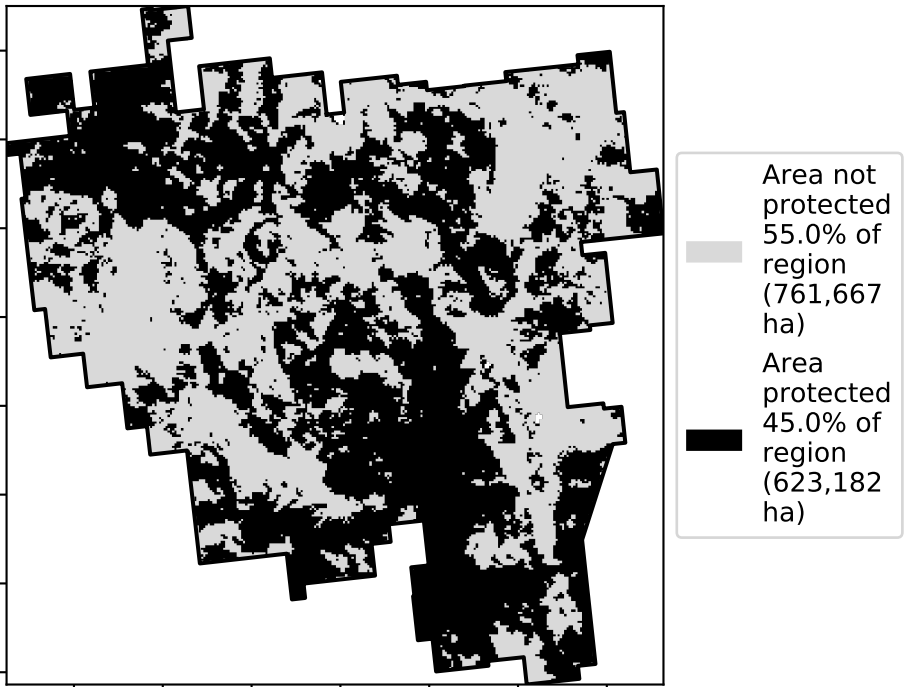 Area not
protected
55.0% of
region
(761,667
ha)
Area
protected
45.0% of
region
(623,182
ha)